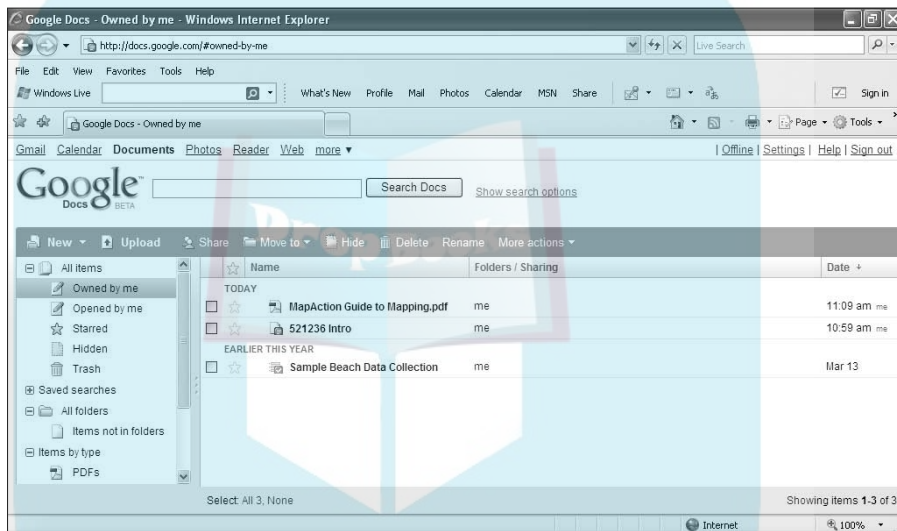 Google Docs - Owned by me - Windows Internet Explorer
http://docs.google.com/#owned-by-me Live Search
File Edit View Favorites Tools Help
Windows Live What's New Profile Mail Photos Calendar MSN Share Sign in
Google Docs - Owned by me Page Tools
Gmail Calendar Documents Photos Reader Web more | Offline | Settings | Help | Sign out
Google Docs BETA Search Docs Show search options
DropBooks
New Upload Share Move to Hide Delete Rename More actions
All items Name Folders / Sharing Date
Owned by me TODAY
Opened by me MapAction Guide to Mapping.pdf me 11:09 am me
Starred 521236 Intro me 10:59 am me
Hidden EARLIER THIS YEAR
Trash Sample Beach Data Collection me Mar 13
Saved searches
All folders
Items not in folders
Items by type
PDFs
Select: All 3, None Showing items 1-3 of 3
Internet 100%